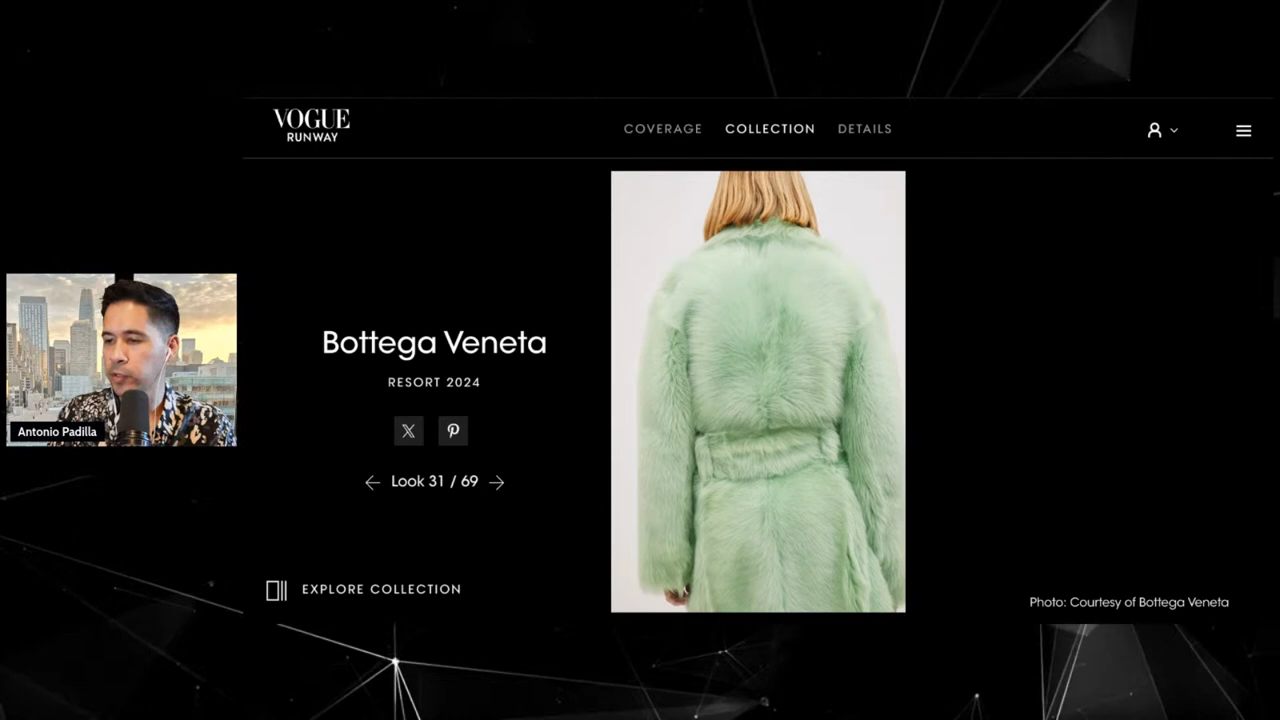 VOGUE
RUNWAY
COVERAGE COLLECTION DETAILS
Bottega Veneta
RESORT 2024
Look 31 / 69
EXPLORE COLLECTION
Photo: Courtesy of Bottega Veneta
Antonio Padilla